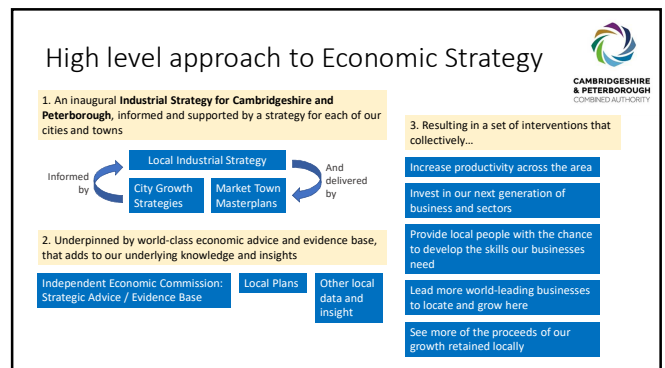 High level approach to Economic Strategy
CAMBRIDGESHIRE
& PETERBOROUGH
COMBINED AUTHORITY
1. An inaugural Industrial Strategy for Cambridgeshire and
Peterborough, informed and supported by a strategy for each of our
cities and towns
Local Industrial Strategy
Informed
by
City Growth
Strategies
Market Town
Masterplans
And
delivered
by
2. Underpinned by world-class economic advice and evidence base,
that adds to our underlying knowledge and insights
Independent Economic Commission:
Strategic Advice / Evidence Base
Local Plans
Other local
data and
insight
3. Resulting in a set of interventions that
collectively…
Increase productivity across the area
Invest in our next generation of
business and sectors
Provide local people with the chance
to develop the skills our businesses
need
Lead more world-leading businesses
to locate and grow here
See more of the proceeds of our
growth retained locally